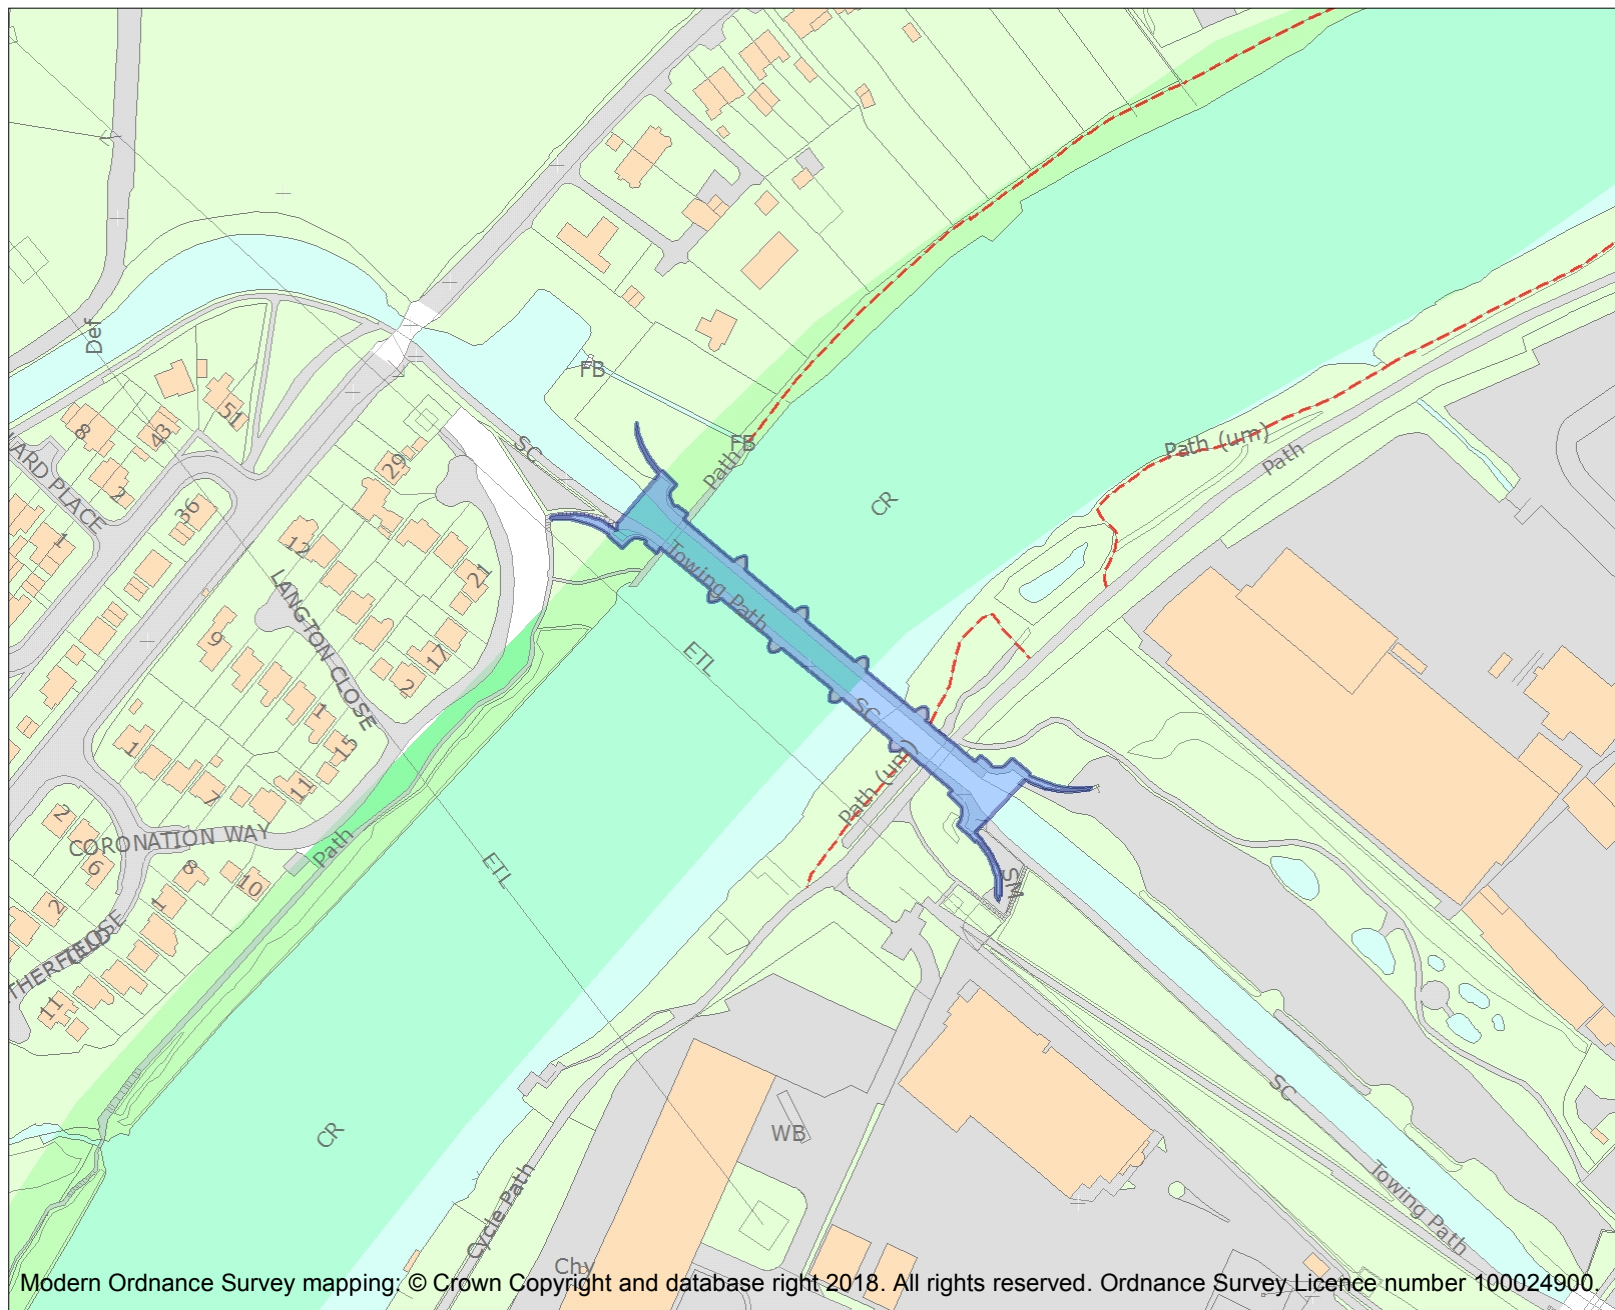 Def
FB
FB
SC
Path
51
43
8
2
29
WARD PLACE
36
1
12
21
Towing Path
CR
Path (um)
Path
LANGTON CLOSE
9
17
2
ETL
SC
1
15
1
7
11
Path (um)
2
6
CORONATION WAY
Path
8
10
2
1
ETL
SM
11
CR
WB
SC
Cycle Path
Towing Path
Chy
Modern Ordnance Survey mapping: © Crown Copyright and database right 2018. All rights reserved. Ordnance Survey Licence number 100024900.